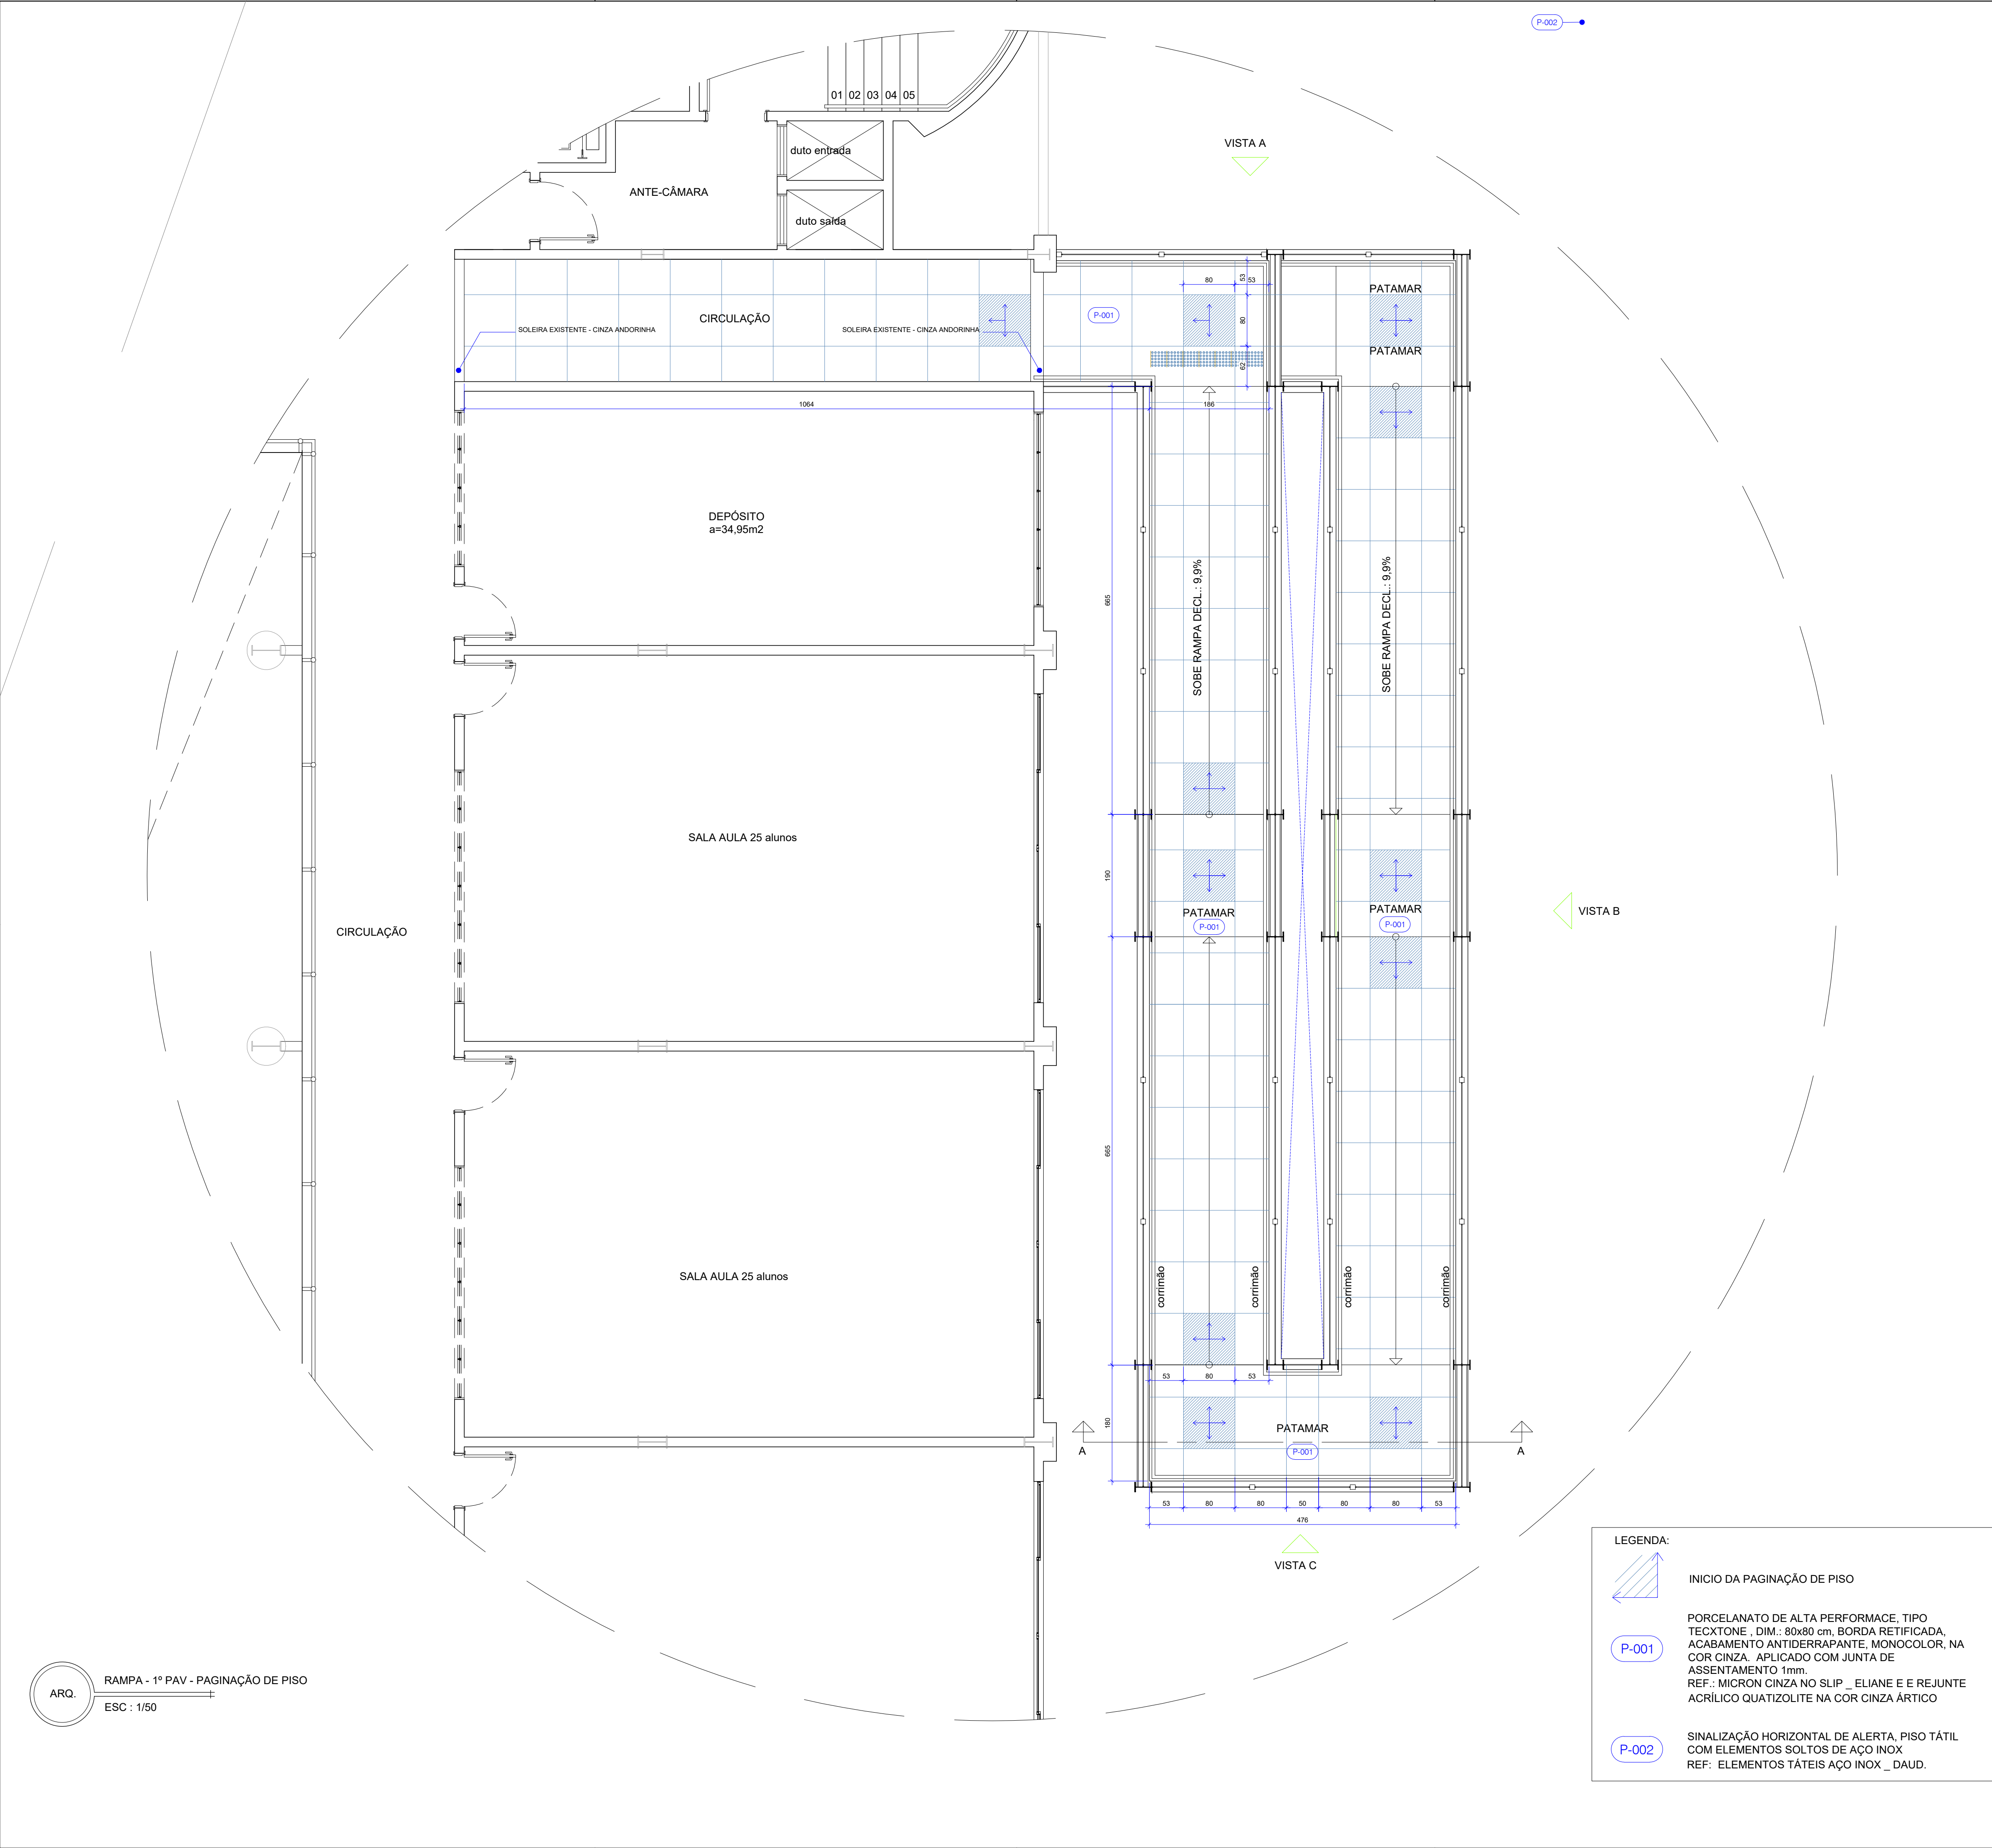 P-002
01 02 03 04 05
VISTA A
duto entrada
ANTE-CÂMARA
duto saída
80
53
53
PATAMAR
P-001
CIRCULAÇÃO
80
SOLEIRA EXISTENTE - CINZA ANDORINHA
SOLEIRA EXISTENTE - CINZA ANDORINHA
PATAMAR
62
1064
186
DEPÓSITO
a=34,95m2
665
SOBE RAMPA DECL.: 9,9%
SOBE RAMPA DECL.: 9,9%
SALA AULA 25 alunos
190
PATAMAR
P-001
PATAMAR
P-001
VISTA B
CIRCULAÇÃO
665
SALA AULA 25 alunos
corrimão
corrimão
corrimão
corrimão
53
80
53
180
PATAMAR
P-001
A
A
53
80
80
50
80
80
53
476
VISTA C
LEGENDA:
INICIO DA PAGINAÇÃO DE PISO
P-001
PORCELANATO DE ALTA PERFORMACE, TIPO
TECXTONE , DIM.: 80x80 cm, BORDA RETIFICADA,
ACABAMENTO ANTIDERRAPANTE, MONOCOLOR, NA
COR CINZA. APLICADO COM JUNTA DE
ASSENTAMENTO 1mm.
REF.: MICRON CINZA NO SLIP _ ELIANE E E REJUNTE
ACRÍLICO QUATIZOLITE NA COR CINZA ÁRTICO
P-002
SINALIZAÇÃO HORIZONTAL DE ALERTA, PISO TÁTIL
COM ELEMENTOS SOLTOS DE AÇO INOX
REF: ELEMENTOS TÁTEIS AÇO INOX _ DAUD.
ARQ.
RAMPA - 1º PAV - PAGINAÇÃO DE PISO
ESC : 1/50